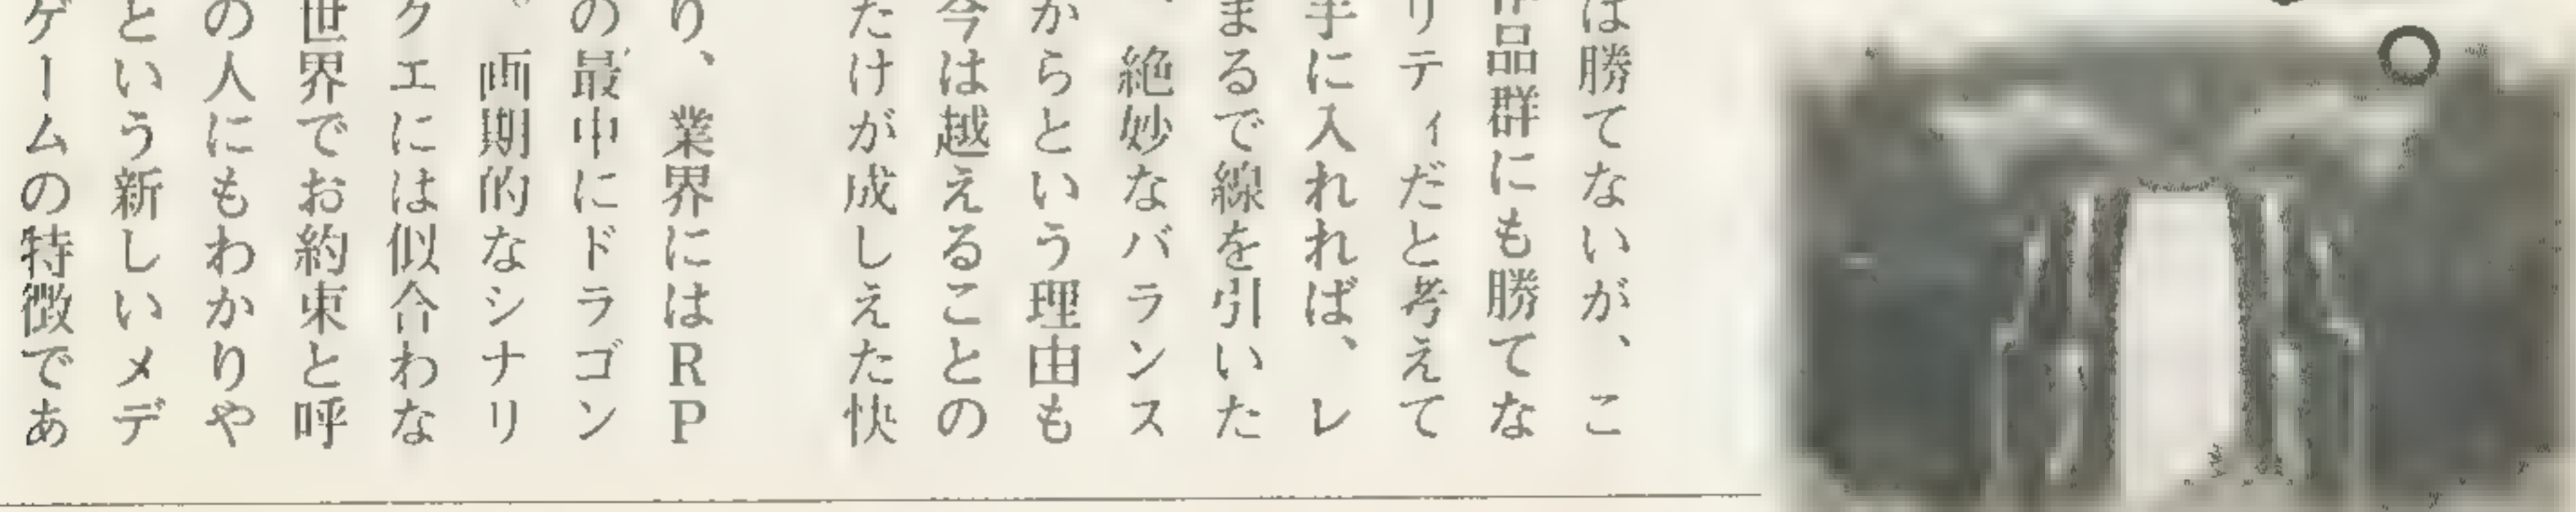 は勝てないが、こ
作品群にも勝てな
リティだと考えて
手に入れれば、レ
まるで線を引いた
、絶妙なバランス
からという理由も
今は越えることの
たけが成しえた快
り、業界にはRP
の最中にドラゴン
。画期的なシナリ
クエには似合わな
世界でお約束と呼
の人にもわかりや
という新しいメデ
ゲームの特徴であ